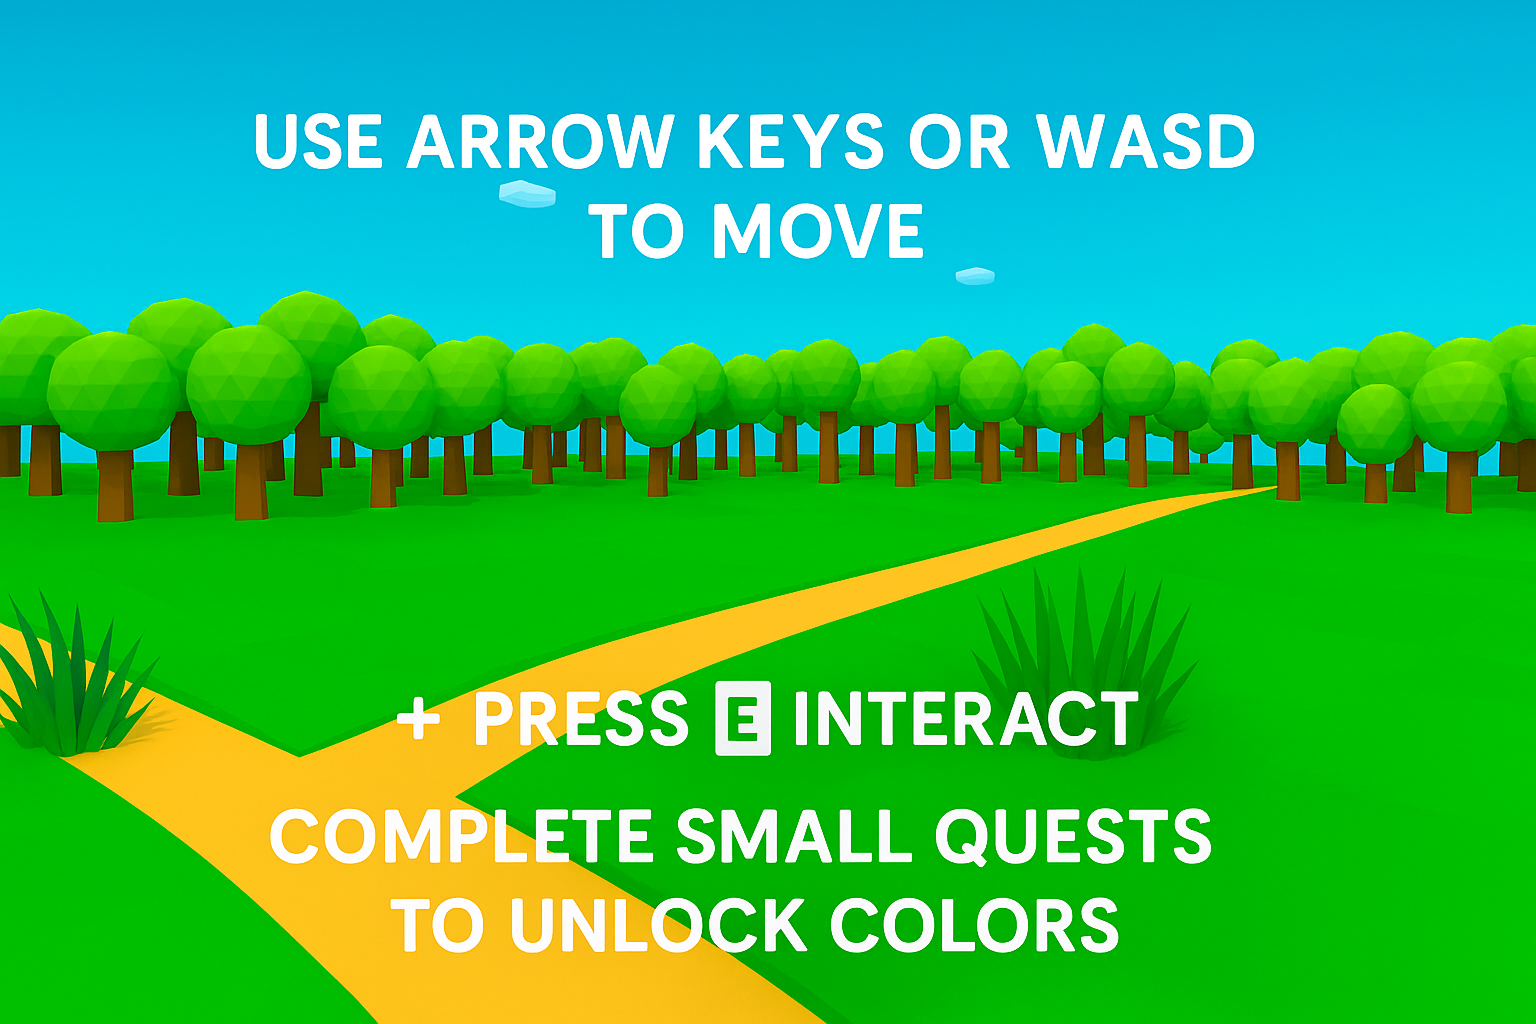 USE ARROW KEYS OR WASD
TO MOVE
+ PRESS E INTERACT
COMPLETE SMALL QUESTS
TO UNLOCK COLORS